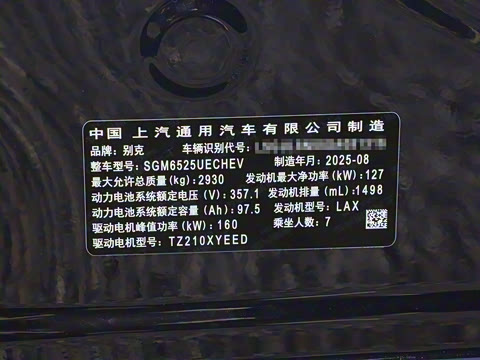 中国 上汽通用汽车有限公司制造
品牌: 别克 车辆识别代号:
整车型号: SGM6525UECHEV 制造年月: 2025-08
最大允许总质量(kg): 2930 发动机最大净功率(kW): 127
动力电池系统额定电压(V): 357.1 发动机排量(mL): 1498
动力电池系统额定容量(Ah): 97.5 发动机型号: LAX
驱动电机峰值功率(kW): 160 乘坐人数: 7
驱动电机型号: TZ210XYEED